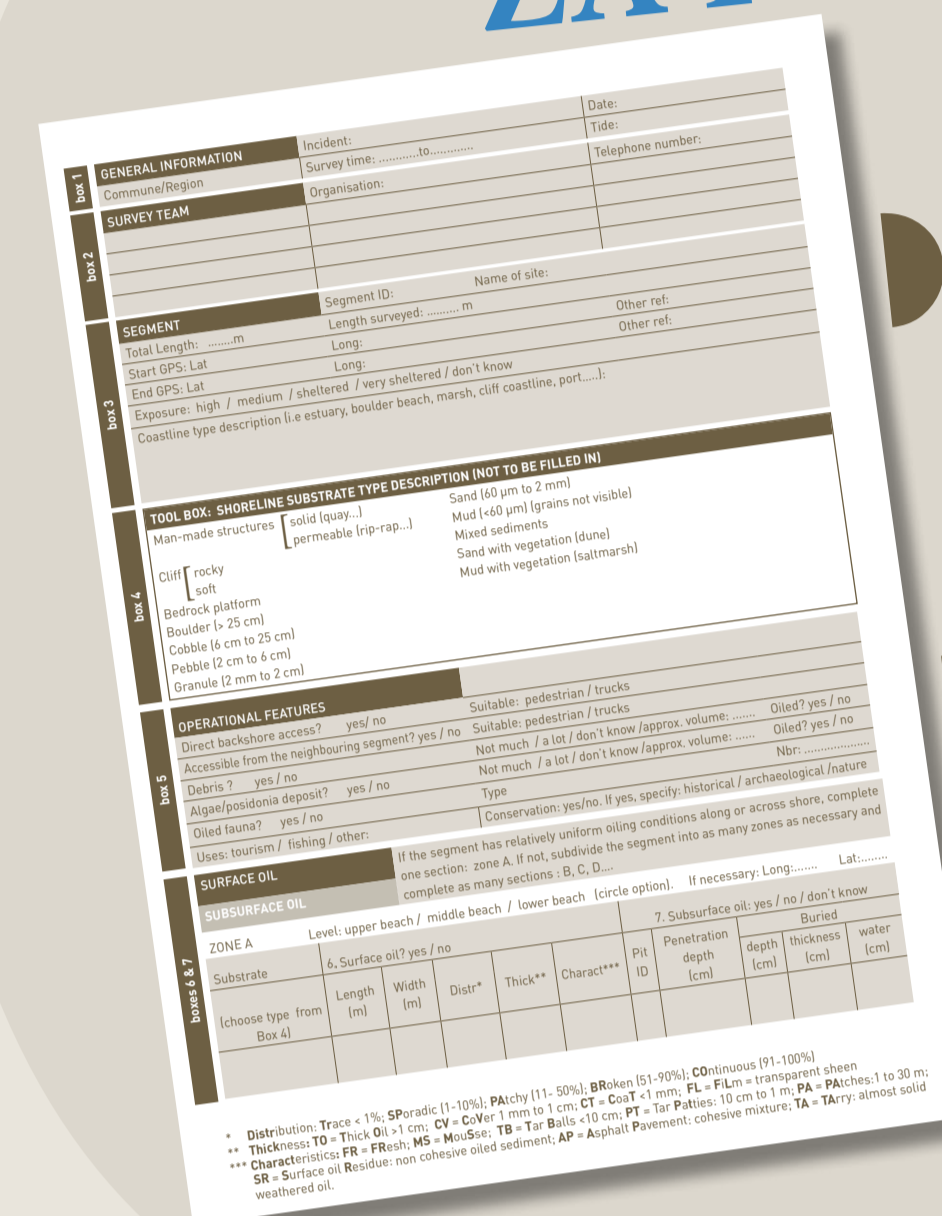 box 1
GENERAL INFORMATION
Incident:
Date:
Commune/Region
Survey time: ............to.............
Tide:
box 2
SURVEY TEAM
Organisation:
Telephone number:
box 3
SEGMENT
Segment ID:
Name of site:
Total Length: ........m
Length surveyed: .......... m
Start GPS: Lat
Long:
Other ref:
End GPS: Lat
Long:
Other ref:
Exposure: high / medium / sheltered / very sheltered / don't know
Coastline type description (i.e estuary, boulder beach, marsh, cliff coastline, port.....):
box 4
TOOL BOX: SHORELINE SUBSTRATE TYPE DESCRIPTION (NOT TO BE FILLED IN)
Man-made structures
solid (quay...)
permeable (rip-rap...)
Cliff
rocky
soft
Bedrock platform
Boulder (> 25 cm)
Cobble (6 cm to 25 cm)
Pebble (2 cm to 6 cm)
Granule (2 mm to 2 cm)
Sand (60 µm to 2 mm)
Mud (<60 µm) (grains not visible)
Mixed sediments
Sand with vegetation (dune)
Mud with vegetation (saltmarsh)
box 5
OPERATIONAL FEATURES
Direct backshore access? yes/ no
Suitable: pedestrian / trucks
Accessible from the neighbouring segment? yes / no
Suitable: pedestrian / trucks
Debris ? yes / no
Not much / a lot / don't know /approx. volume: ....... Oiled? yes / no
Algae/posidonia deposit? yes / no
Not much / a lot / don't know /approx. volume: ...... Oiled? yes / no
Oiled fauna? yes / no
Type
Nbr: ....................
Uses: tourism / fishing / other:
Conservation: yes/no. If yes, specify: historical / archaeological /nature
boxes 6 & 7
SURFACE OIL
SUBSURFACE OIL
If the segment has relatively uniform oiling conditions along or across shore, complete
one section: zone A. If not, subdivide the segment into as many zones as necessary and
complete as many sections : B, C, D....
ZONE A
Level: upper beach / middle beach / lower beach (circle option). If necessary: Long:....... Lat:........
Substrate
6. Surface oil? yes / no
7. Subsurface oil: yes / no / don't know
(choose type from
Box 4)
Length
(m)
Width
(m)
Distr*
Thick**
Charact***
Pit
ID
Penetration
depth
(cm)
Buried
depth
(cm)
thickness
(cm)
water
(cm)
* Distribution: Trace < 1%; SPoradic (1-10%); PAtchy (11- 50%); BRoken (51-90%); COntinuous (91-100%)
** Thickness: TO = Thick Oil >1 cm; CV = CoVer 1 mm to 1 cm; CT = CoaT <1 mm; FL = FiLm = transparent sheen
*** Characteristics: FR = FResh; MS = MouSse; TB = Tar Balls <10 cm; PT = Tar Patties: 10 cm to 1 m; PA = PAtches:1 to 30 m;
SR = Surface oil Residue: non cohesive oiled sediment; AP = Asphalt Pavement: cohesive mixture; TA = TArry: almost solid
weathered oil.